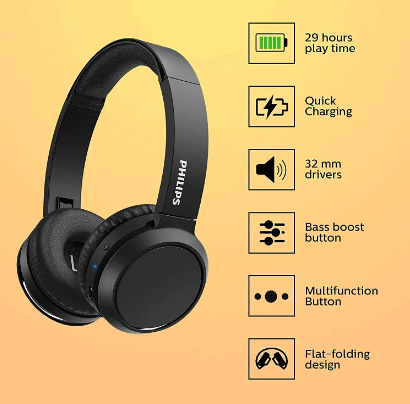 PHILIPS
29 hours
play time
Quick
Charging
32 mm
drivers
Bass boost
button
Multifunction
Button
Flat-folding
design